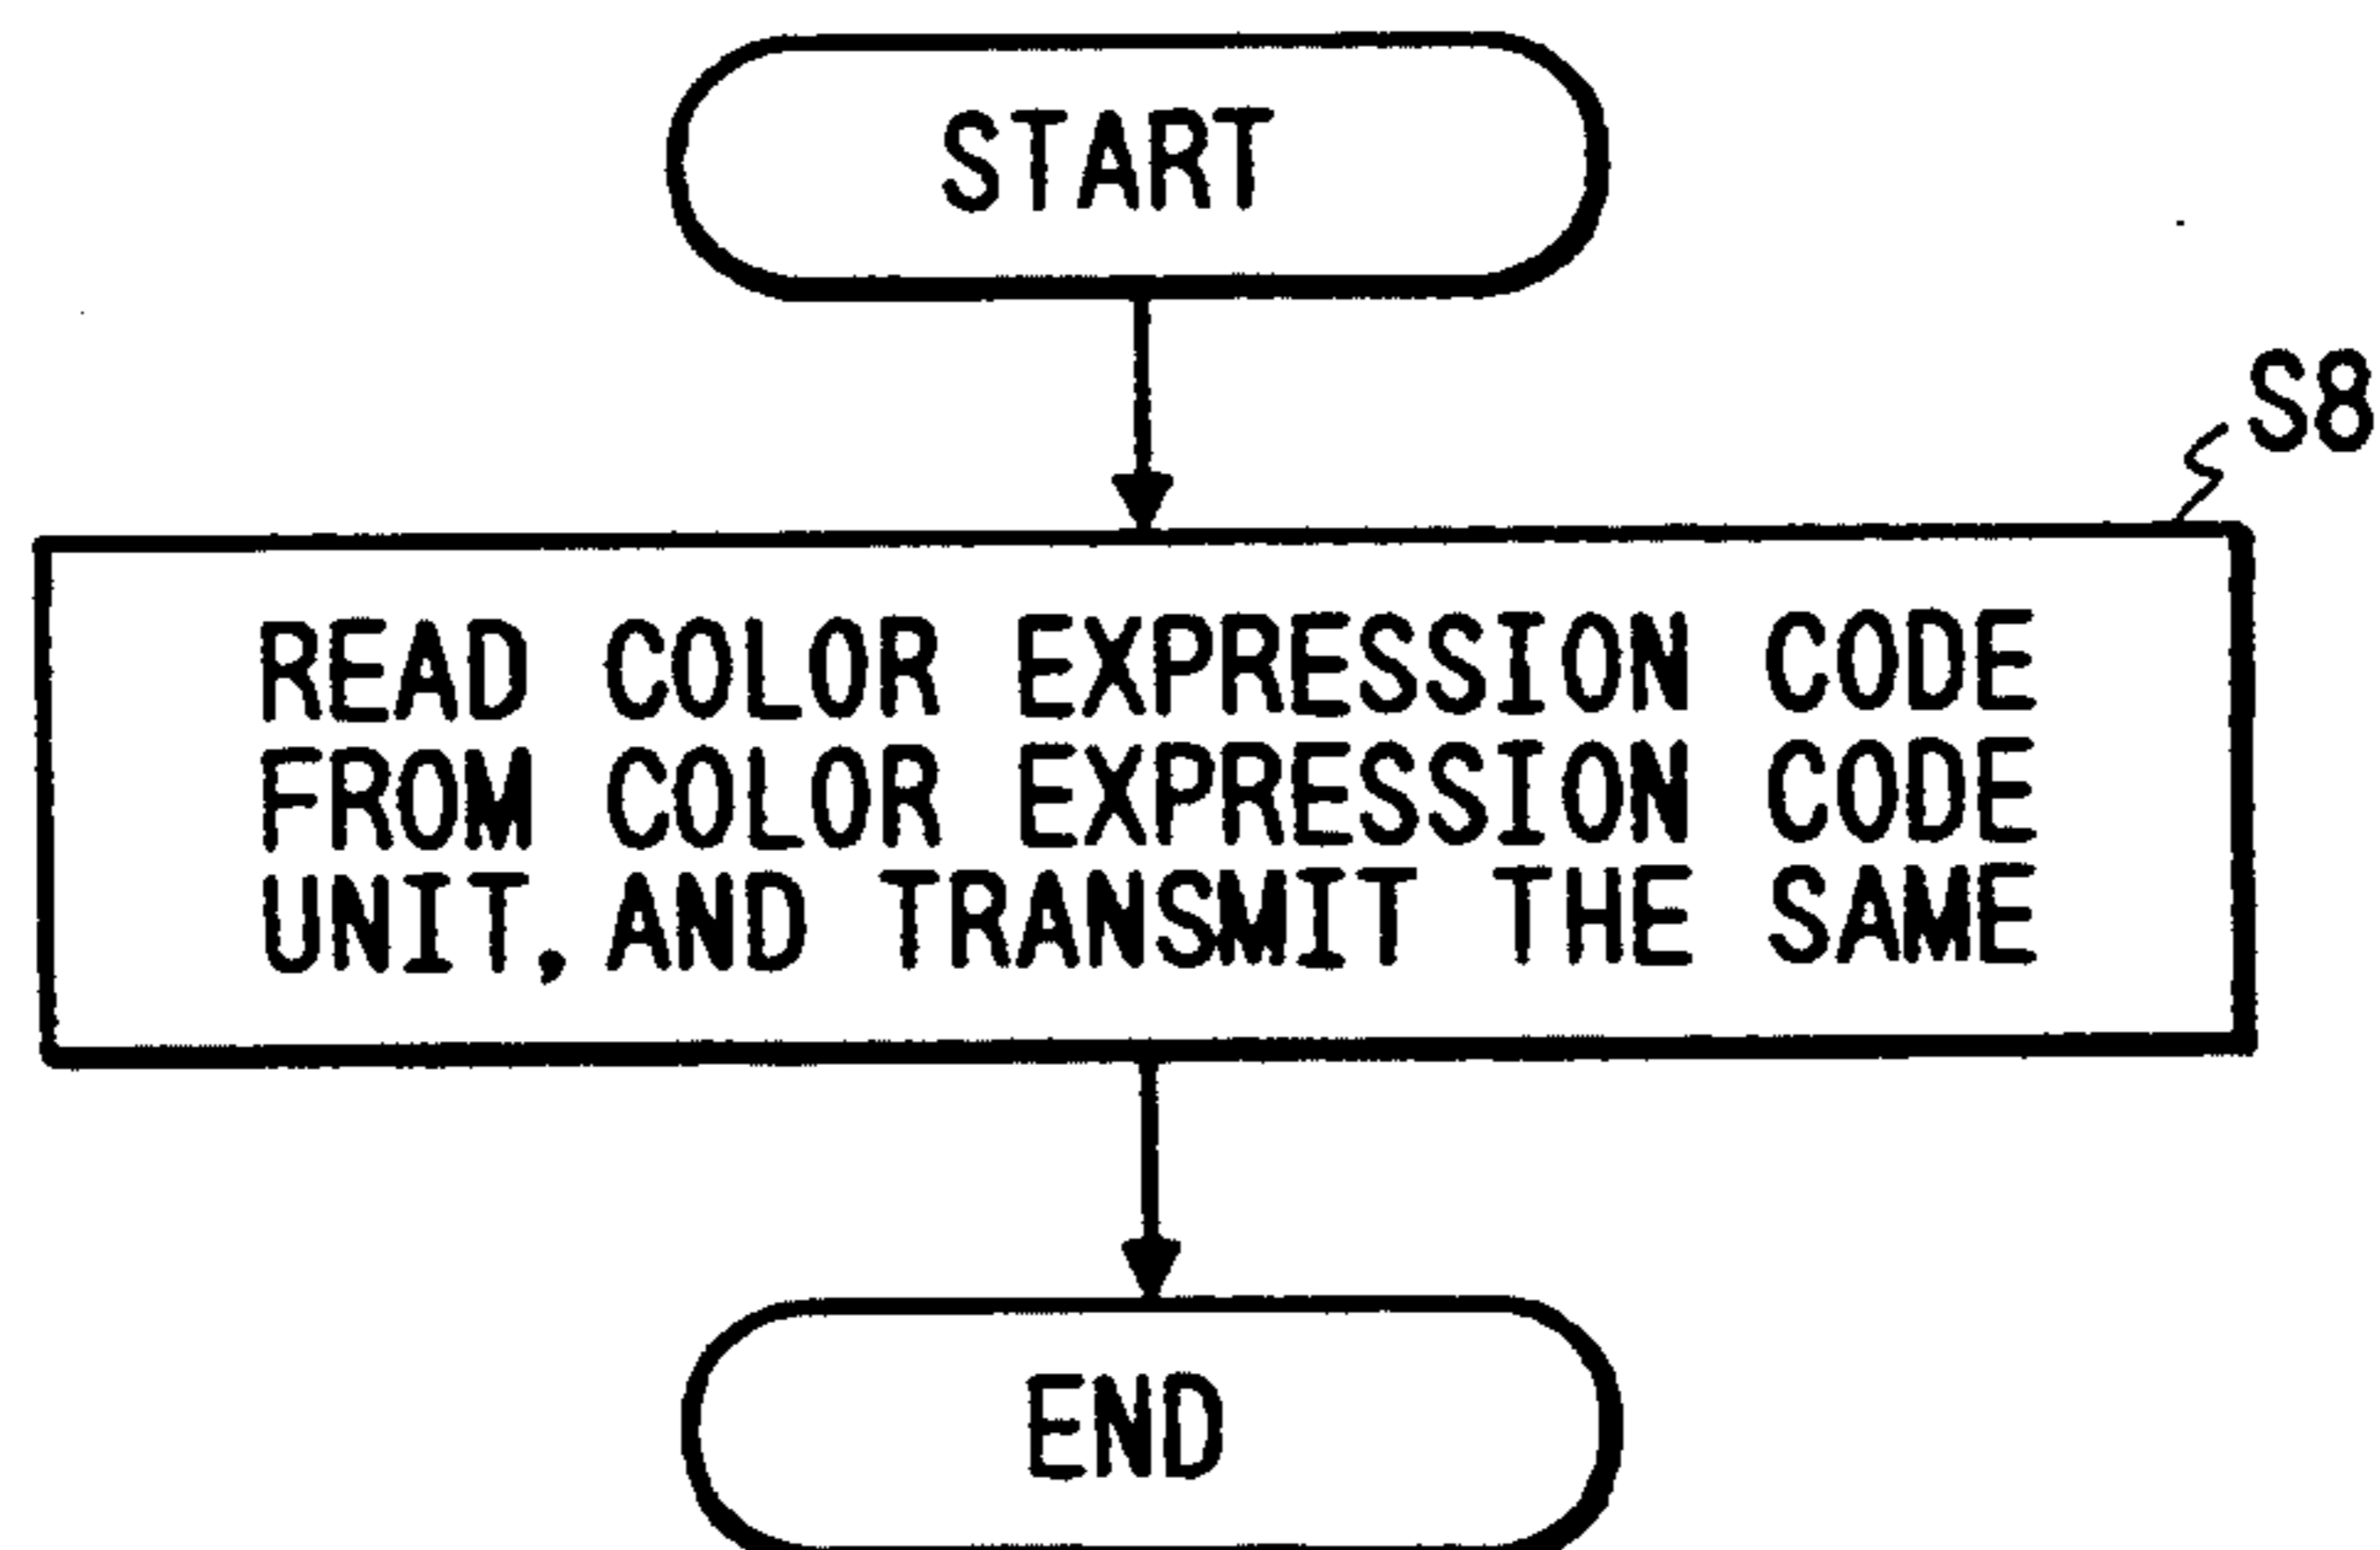 START
S8
READ COLOR EXPRESSION CODE
FROM COLOR EXPRESSION CODE
UNIT, AND TRANSMIT THE SAME
END